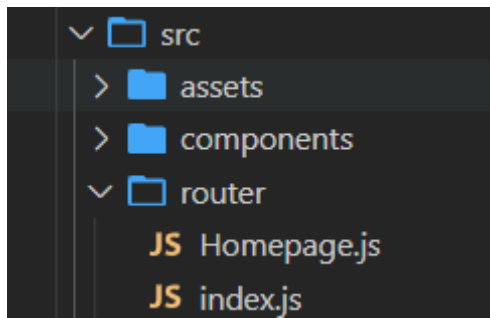 src
assets
components
router
JS Homepage.js
JS index.js